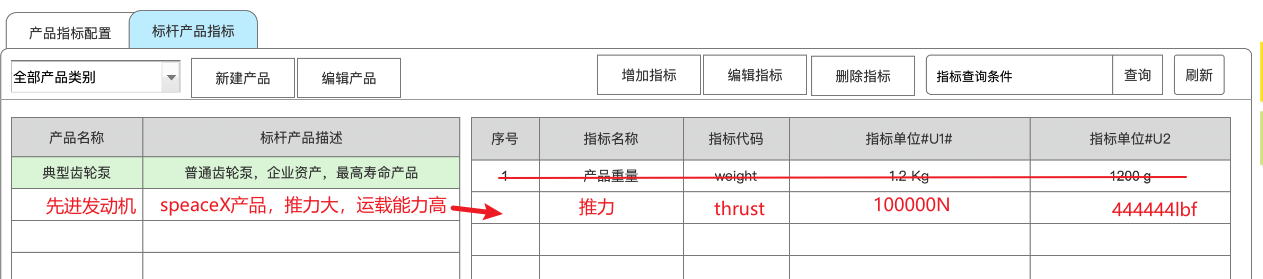 产品指标配置 标杆产品指标
全部产品类别 新建产品 编辑产品 增加指标 编辑指标 删除指标 指标查询条件 查询 刷新
产品名称 标杆产品描述 序号 指标名称 指标代码 指标单位#U1# 指标单位#U2
典型齿轮泵 普通齿轮泵，企业资产，最高寿命产品 1 产品重量 weight 1.2 Kg 1200 g
先进发动机 speaceX产品，推力大，运载能力高 推力 thrust 100000N 444444lbf